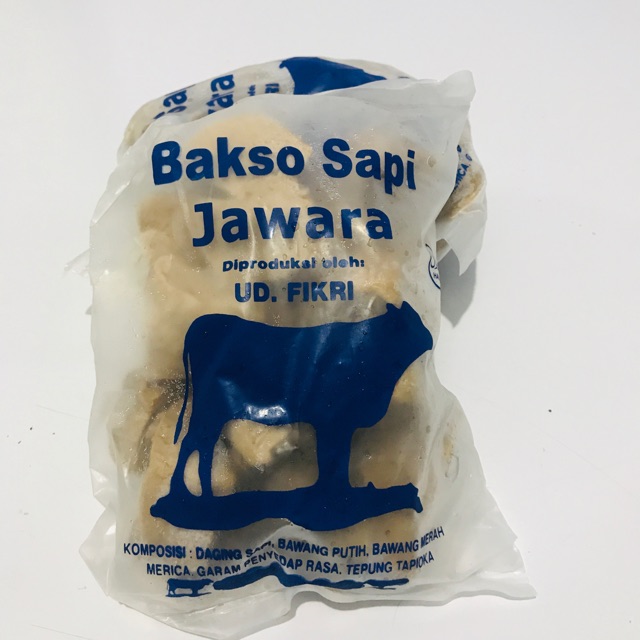 Bakso Sapi
Jawara
Diproduksi oleh:
UD. FIKRI
KOMPOSISI : DAGING SAPI, BAWANG PUTIH, BAWANG MERAH
MERICA, GARAM PENYEDAP RASA, TEPUNG TAPIOKA